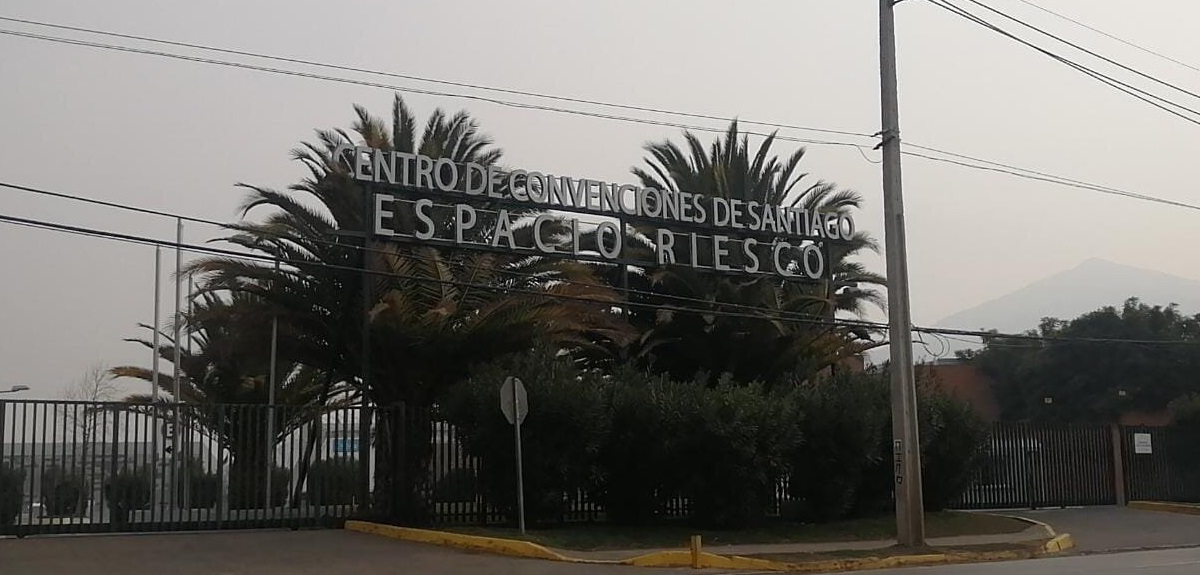 CENTRO DE CONVENCIONES DE SANTIAGO
ESPACIO RIESCO
E